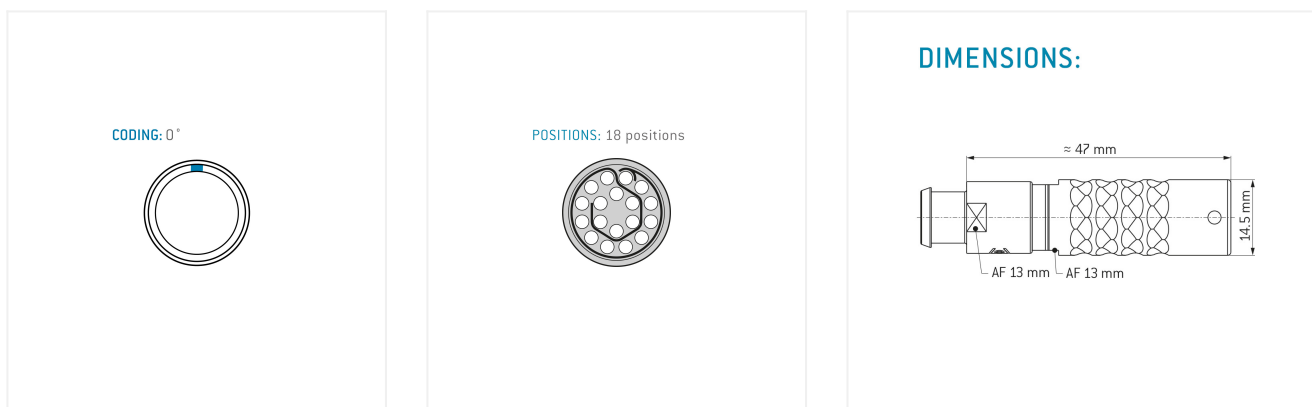 CODING: 0°
POSITIONS: 18 positions
DIMENSIONS:
≈ 47 mm
14.5 mm
AF 13 mm
AF 13 mm